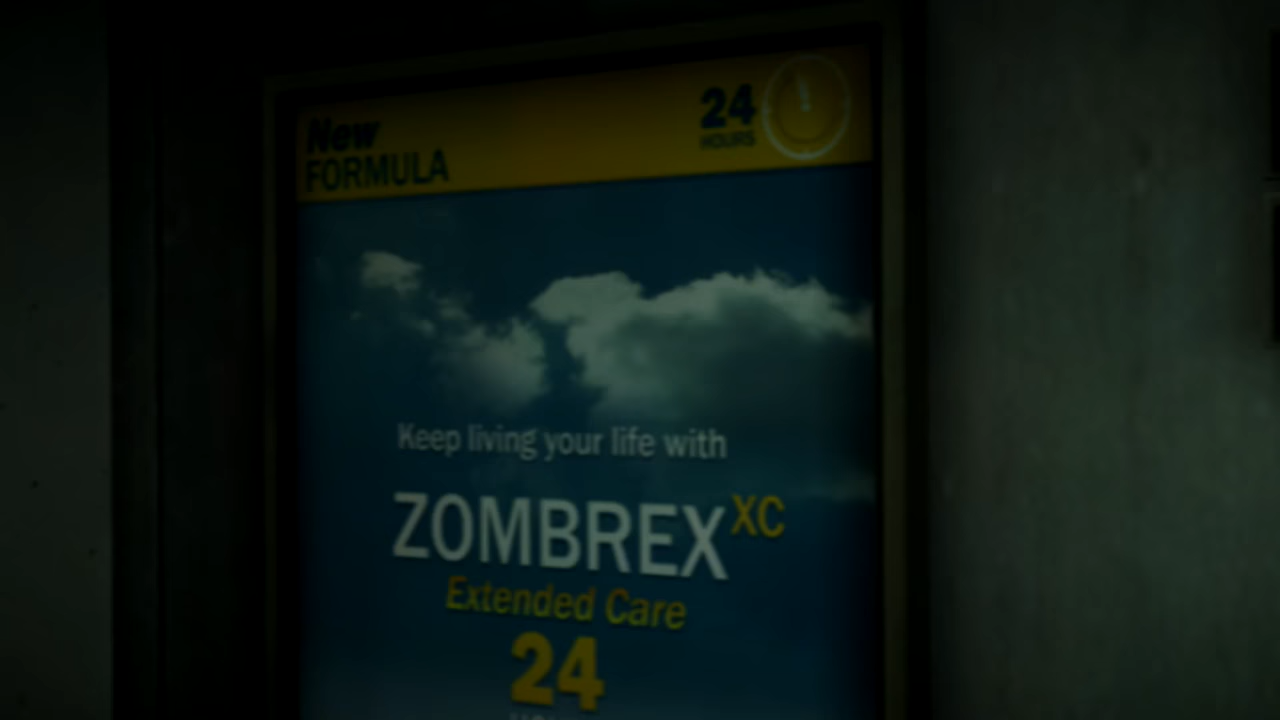 New
FORMULA
24
HOURS
Keep living your life with
ZOMBREX XC
Extended Care
24